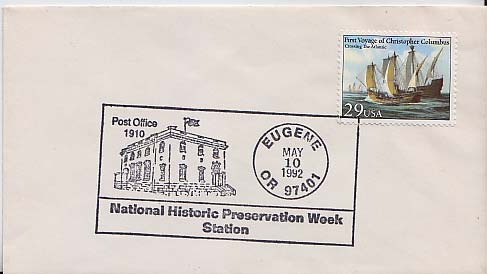 First Voyage of Christopher Columbus
Crossing The Atlantic
29USA
Post Office
1910
EUGENE
MAY
10
1992
OR 97401
National Historic Preservation Week
Station